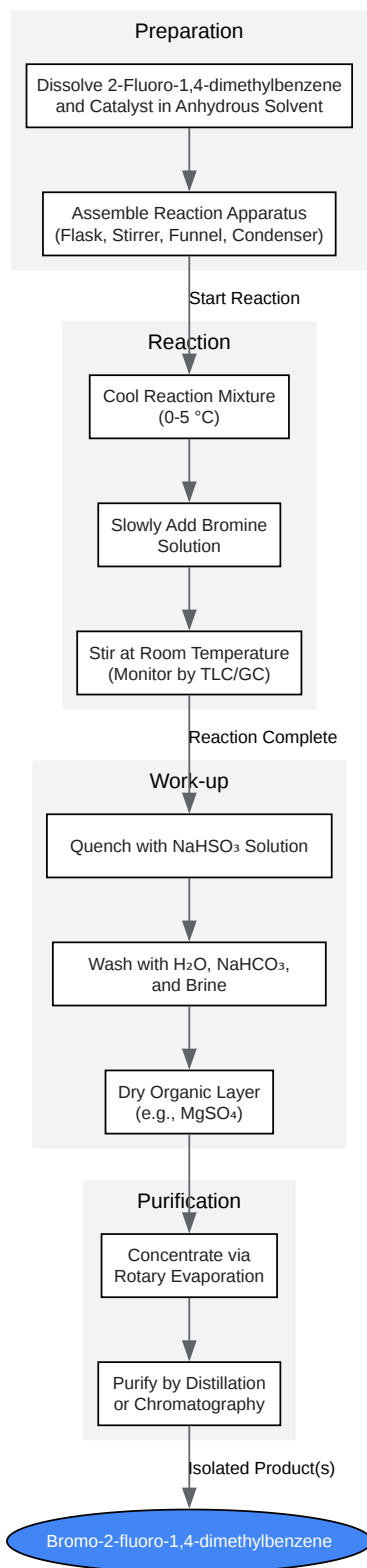 Preparation
Dissolve 2-Fluoro-1,4-dimethylbenzene
and Catalyst in Anhydrous Solvent
Assemble Reaction Apparatus
(Flask, Stirrer, Funnel, Condenser)
Start Reaction
Reaction
Cool Reaction Mixture
(0-5 °C)
Slowly Add Bromine
Solution
Stir at Room Temperature
(Monitor by TLC/GC)
Reaction Complete
Work-up
Quench with NaHSO₃ Solution
Wash with H₂O, NaHCO₃,
and Brine
Dry Organic Layer
(e.g., MgSO₄)
Purification
Concentrate via
Rotary Evaporation
Purify by Distillation
or Chromatography
Isolated Product(s)
Bromo-2-fluoro-1,4-dimethylbenzene